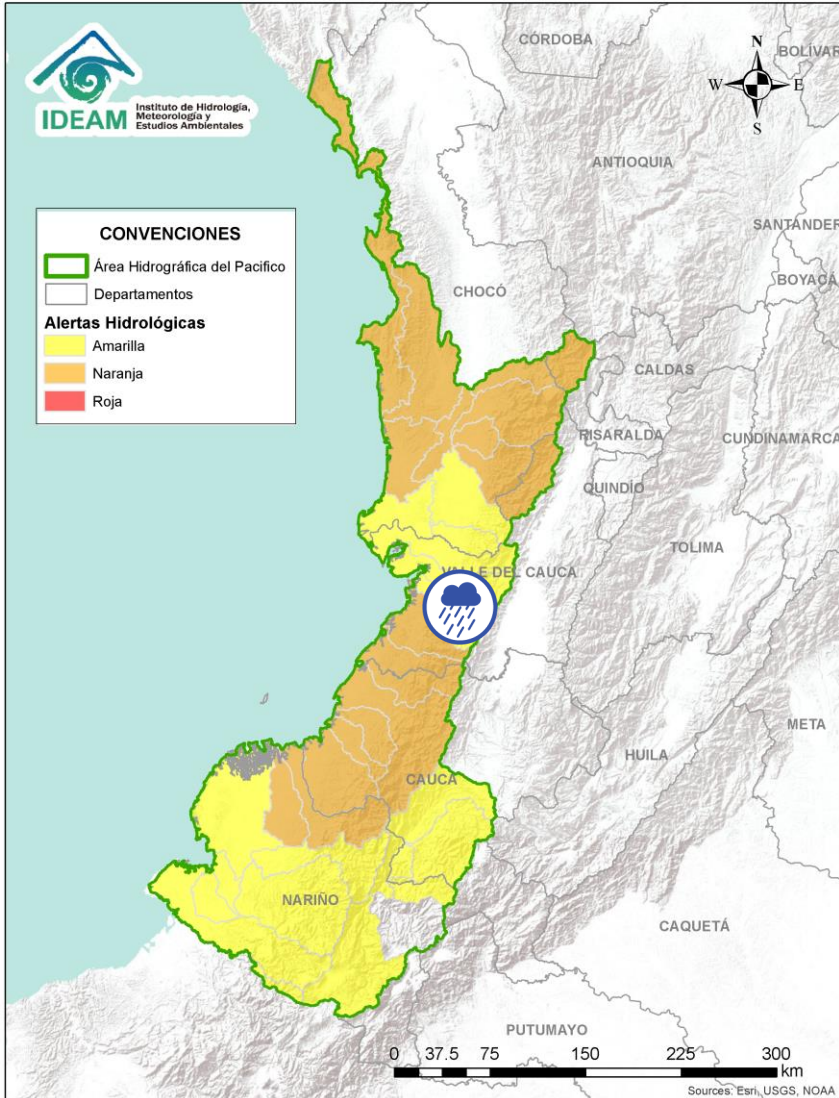 IDEAM
Instituto de Hidrología,
Meteorología y
Estudios Ambientales
CONVENCIONES
Área Hidrográfica del Pacifico
Departamentos
Alertas Hidrológicas
Amarilla
Naranja
Roja
N
W
E
S
CÓRDOBA
BOLÍVAR
ANTIOQUIA
SANTANDER
BOYACÁ
CHOCÓ
CALDAS
RISARALDA
CUNDINAMARCA
QUINDÍO
TOLIMA
VALLE DEL CAUCA
META
HUILA
CAUCA
NARIÑO
CAQUETÁ
PUTUMAYO
0 37.5 75 150 225 300
km
Sources: Esri, USGS, NOAA